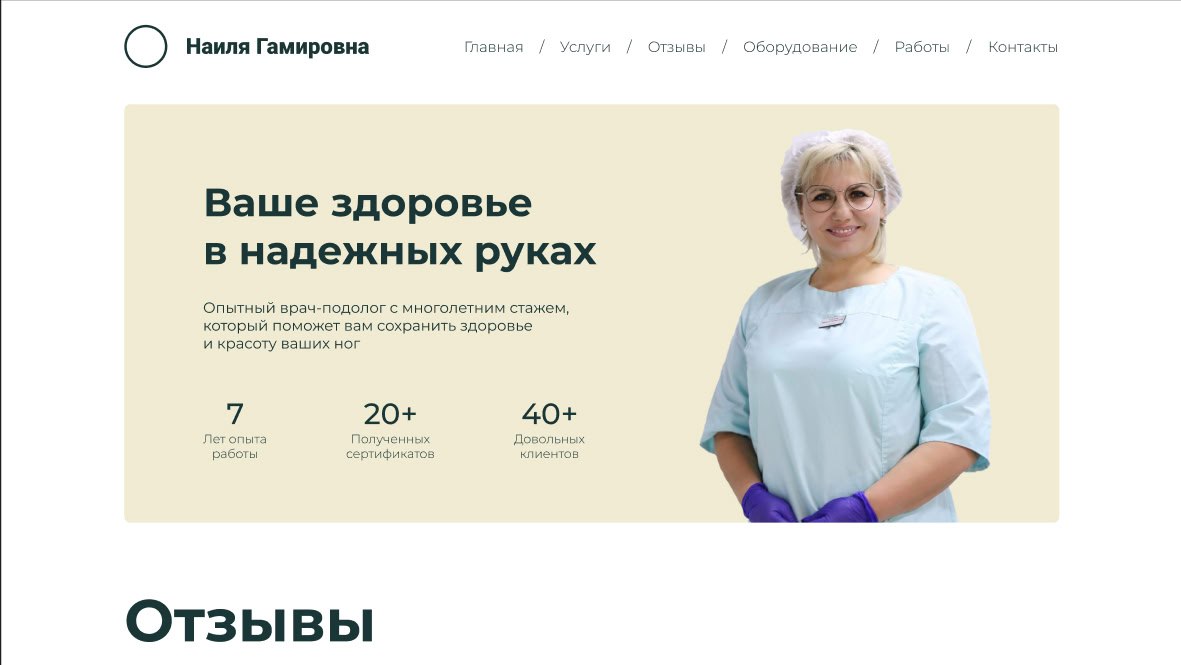 Наиля Гамировна
Главная / Услуги / Отзывы / Оборудование / Работы / Контакты
Ваше здоровье
в надежных руках
Опытный врач-подолог с многолетним стажем,
который поможет вам сохранить здоровье
и красоту ваших ног
7
Лет опыта
работы
20+
Полученных
сертификатов
40+
Довольных
клиентов
Отзывы